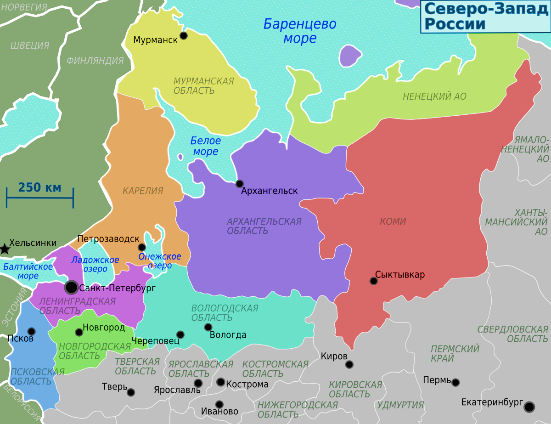 НОРВЕГИЯ
Северо-Запад
России
Баренцево
море
ШВЕЦИЯ
ФИНЛЯНДИЯ
Мурманск
МУРМАНСКАЯ
ОБЛАСТЬ
НЕНЕЦКИЙ АО
Белое
море
ЯМАЛО-
НЕНЕЦКИЙ
АО
250 км
КАРЕЛИЯ
Архангельск
АРХАНГЕЛЬСКАЯ
ОБЛАСТЬ
КОМИ
ХАНТЫ-
МАНСИЙСКИЙ
АО
Хельсинки
Петрозаводск
Ладожское
озеро
Онежское
озеро
Балтийское
море
Сыктывкар
Санкт-Петербург
ЭСТОНИЯ
ЛЕНИНГРАДСКАЯ
ОБЛАСТЬ
ВОЛОГОДСКАЯ
ОБЛАСТЬ
Псков
Новгород
Череповец
Вологда
СВЕРДЛОВСКАЯ
ОБЛАСТЬ
НОВГОРОДСКАЯ
ОБЛАСТЬ
Киров
ПЕРМСКИЙ
КРАЙ
ТВЕРСКАЯ
ОБЛАСТЬ
ЯРОСЛАВСКАЯ
ОБЛАСТЬ
КОСТРОМСКАЯ
ОБЛАСТЬ
ПСКОВСКАЯ
ОБЛАСТЬ
Тверь
Ярославль
Кострома
КИРОВСКАЯ
ОБЛАСТЬ
Пермь
БЕЛОРУССИЯ
Иваново
НИЖЕГОРОДСКАЯ
ОБЛАСТЬ
УДМУРТИЯ
Екатеринбург